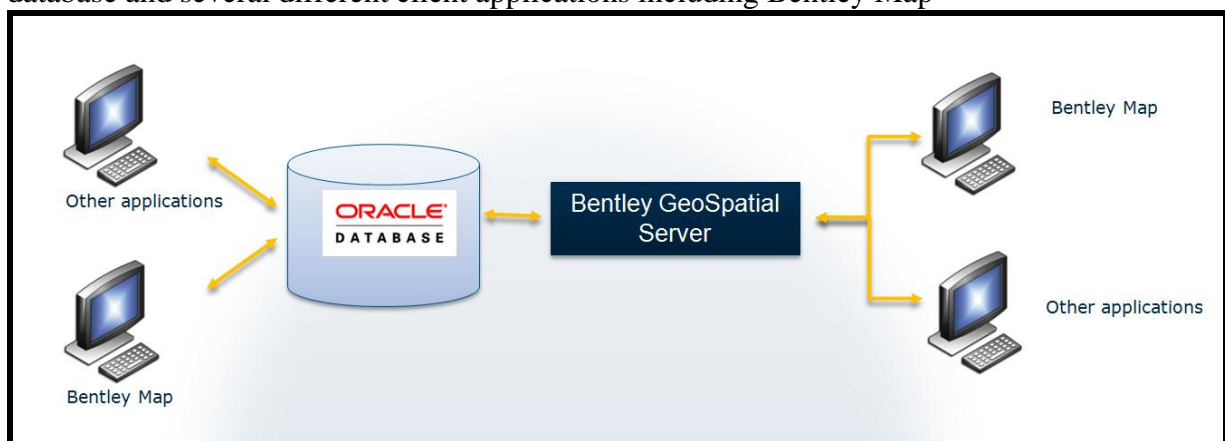 database and several different client applications including Bentley Map
Other applications
Bentley Map
ORACLE
DATABASE
Bentley GeoSpatial
Server
Bentley Map
Other applications